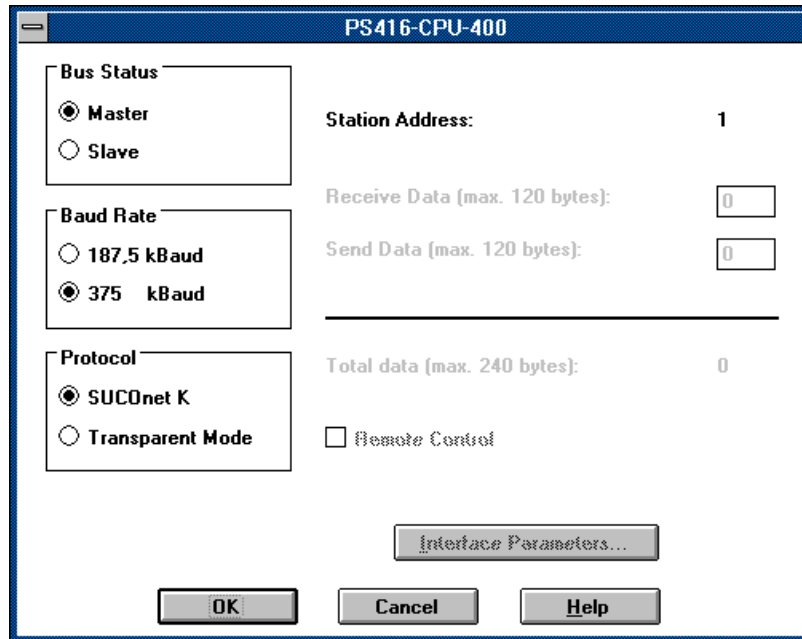 PS416-CPU-400
Bus Status
Master
Slave
Station Address: 1
Receive Data (max. 120 bytes): 0
Send Data (max. 120 bytes): 0
Baud Rate
187,5 kBaud
375 kBaud
Total data (max. 240 bytes): 0
Protocol
SUCOnet K
Transparent Mode
Remote Control
Interface Parameters...
OK Cancel Help